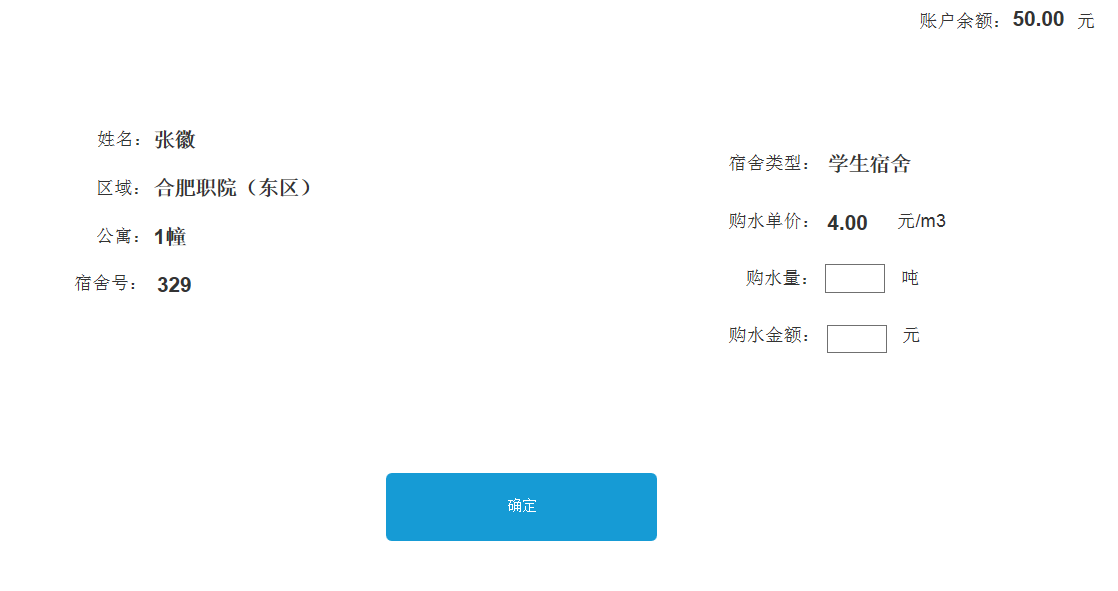 账户余额： 50.00 元
姓名： 张徽
区域： 合肥职院（东区）
公寓： 1幢
宿舍号： 329
宿舍类型： 学生宿舍
购水单价： 4.00 元/m3
购水量： 吨
购水金额： 元
确定